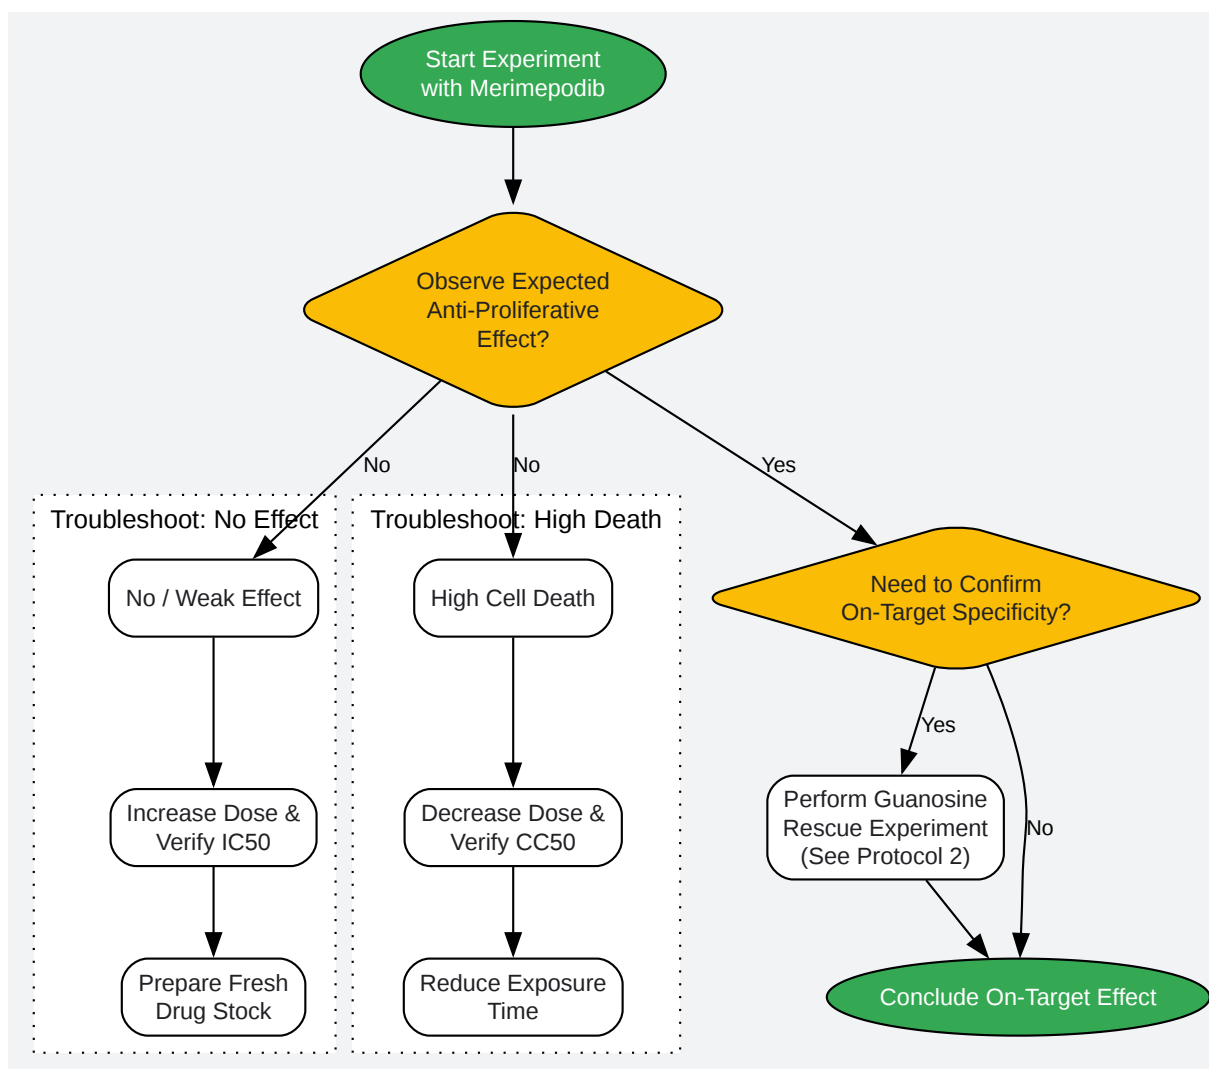 Start Experiment
with Merimepodib
Observe Expected
Anti-Proliferative
Effect?
No
No
Yes
Troubleshoot: No Effect
Troubleshoot: High Death
No / Weak Effect
High Cell Death
Need to Confirm
On-Target Specificity?
Yes
Increase Dose &
Verify IC50
Decrease Dose &
Verify CC50
Perform Guanosine
Rescue Experiment
(See Protocol 2)
No
Prepare Fresh
Drug Stock
Reduce Exposure
Time
Conclude On-Target Effect